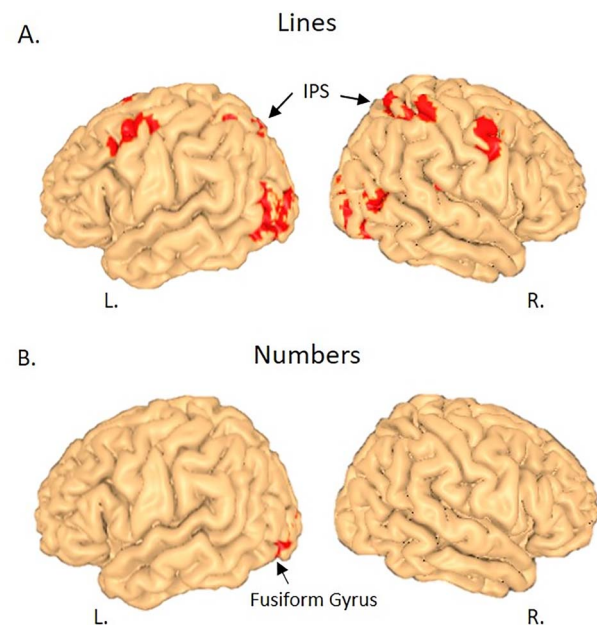 A.
Lines
IPS
L.
R.
B.
Numbers
Fusiform Gyrus
L.
R.